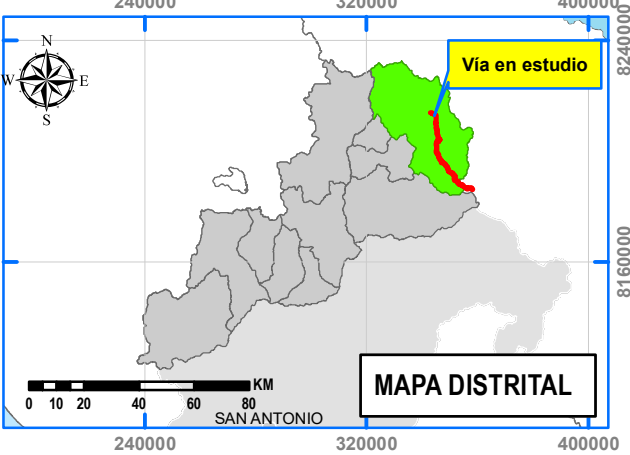 240000 320000 400000
8240000
N
W E
S
Vía en estudio
8160000
MAPA DISTRITAL
KM
0 10 20 40 60 80
SAN ANTONIO
240000 320000 400000